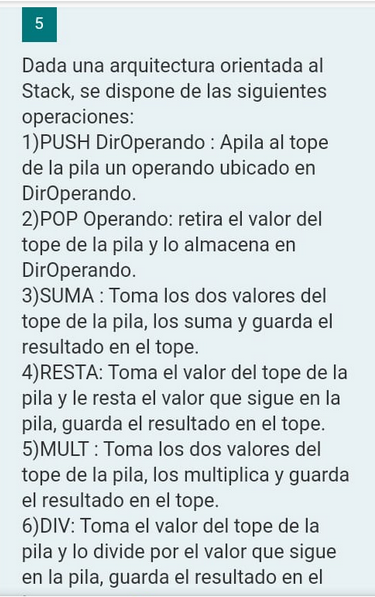 5
Dada una arquitectura orientada al
Stack, se dispone de las siguientes
operaciones:
1)PUSH DirOperando : Apila al tope
de la pila un operando ubicado en
DirOperando.
2)POP Operando: retira el valor del
tope de la pila y lo almacena en
DirOperando.
3)SUMA : Toma los dos valores del
tope de la pila, los suma y guarda el
resultado en el tope.
4)RESTA: Toma el valor del tope de la
pila y le resta el valor que sigue en la
pila, guarda el resultado en el tope.
5)MULT : Toma los dos valores del
tope de la pila, los multiplica y guarda
el resultado en el tope.
6)DIV: Toma el valor del tope de la
pila y lo divide por el valor que sigue
en la pila, guarda el resultado en el